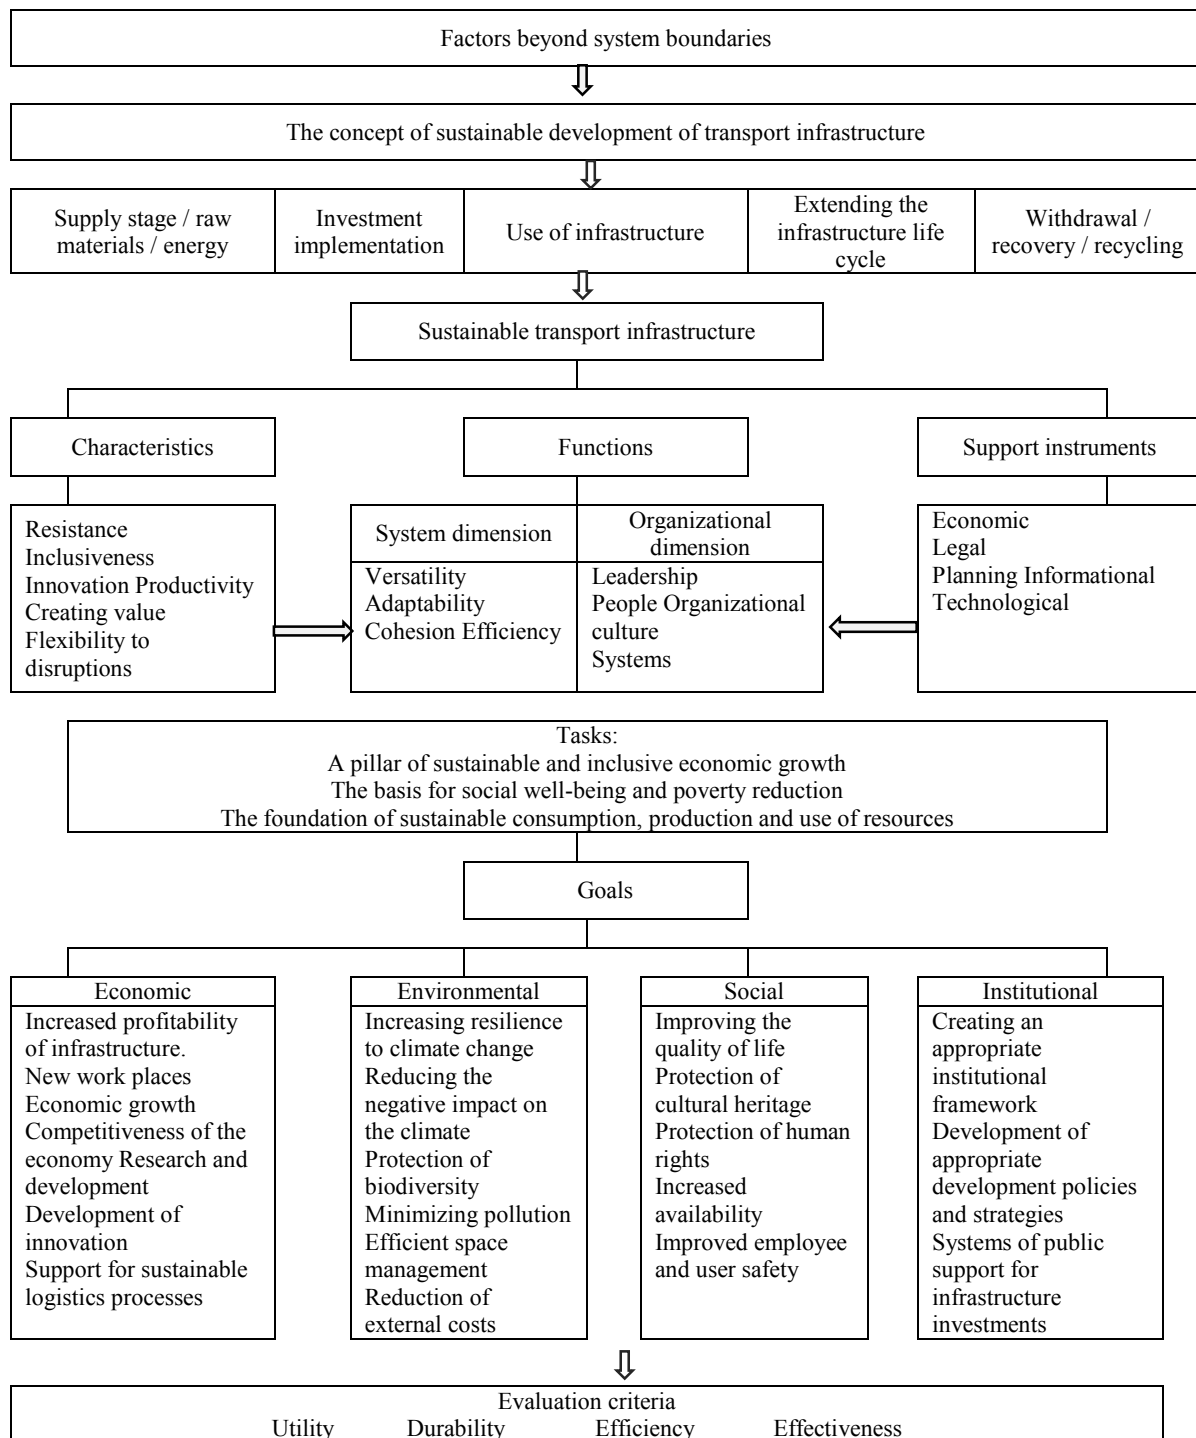 Factors beyond system boundaries
The concept of sustainable development of transport infrastructure
Supply stage / raw
materials / energy
Investment
implementation
Use of infrastructure
Extending the
infrastructure life
cycle
Withdrawal /
recovery / recycling
Sustainable transport infrastructure
Characteristics
Functions
Support instruments
Resistance
Inclusiveness
Innovation Productivity
Creating value
Flexibility to
disruptions
System dimension
Versatility
Adaptability
Cohesion Efficiency
Organizational
dimension
Leadership
People Organizational
culture
Systems
Economic
Legal
Planning Informational
Technological
Tasks:
A pillar of sustainable and inclusive economic growth
The basis for social well-being and poverty reduction
The foundation of sustainable consumption, production and use of resources
Goals
Economic
Increased profitability
of infrastructure.
New work places
Economic growth
Competitiveness of the
economy Research and
development
Development of
innovation
Support for sustainable
logistics processes
Environmental
Increasing resilience
to climate change
Reducing the
negative impact on
the climate
Protection of
biodiversity
Minimizing pollution
Efficient space
management
Reduction of
external costs
Social
Improving the
quality of life
Protection of
cultural heritage
Protection of human
rights
Increased
availability
Improved employee
and user safety
Institutional
Creating an
appropriate
institutional
framework
Development of
appropriate
development policies
and strategies
Systems of public
support for
infrastructure
investments
Evaluation criteria
Utility Durability Efficiency Effectiveness